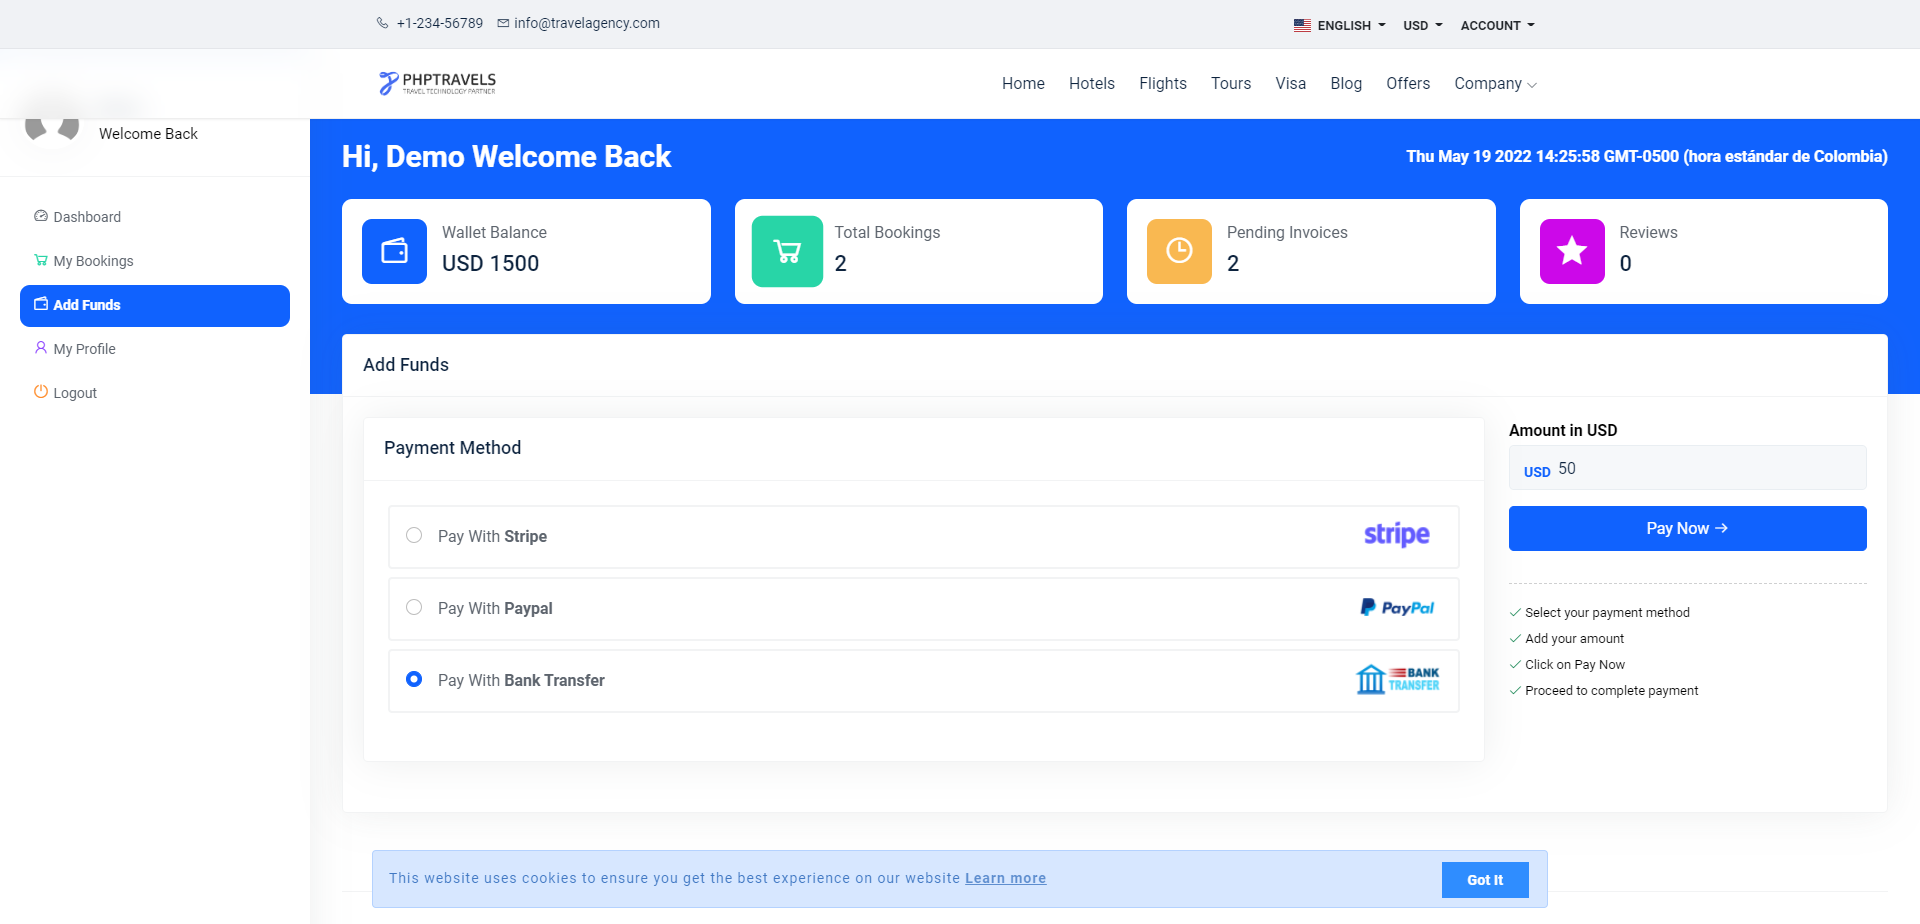 +1-234-56789 info@travelagency.com
ENGLISH USD ACCOUNT
PHPTRAVELS
TRAVEL TECHNOLOGY PARTNER
Home Hotels Flights Tours Visa Blog Offers Company
Welcome Back
Dashboard
My Bookings
Add Funds
My Profile
Logout
Hi, Demo Welcome Back
Thu May 19 2022 14:25:58 GMT-0500 (hora estándar de Colombia)
Wallet Balance
USD 1500
Total Bookings
2
Pending Invoices
2
Reviews
0
Add Funds
Payment Method
Pay With Stripe
stripe
Pay With Paypal
PayPal
Pay With Bank Transfer
BANK
TRANSFER
Amount in USD
USD 50
Pay Now
Select your payment method
Add your amount
Click on Pay Now
Proceed to complete payment
This website uses cookies to ensure you get the best experience on our website Learn more
Got It